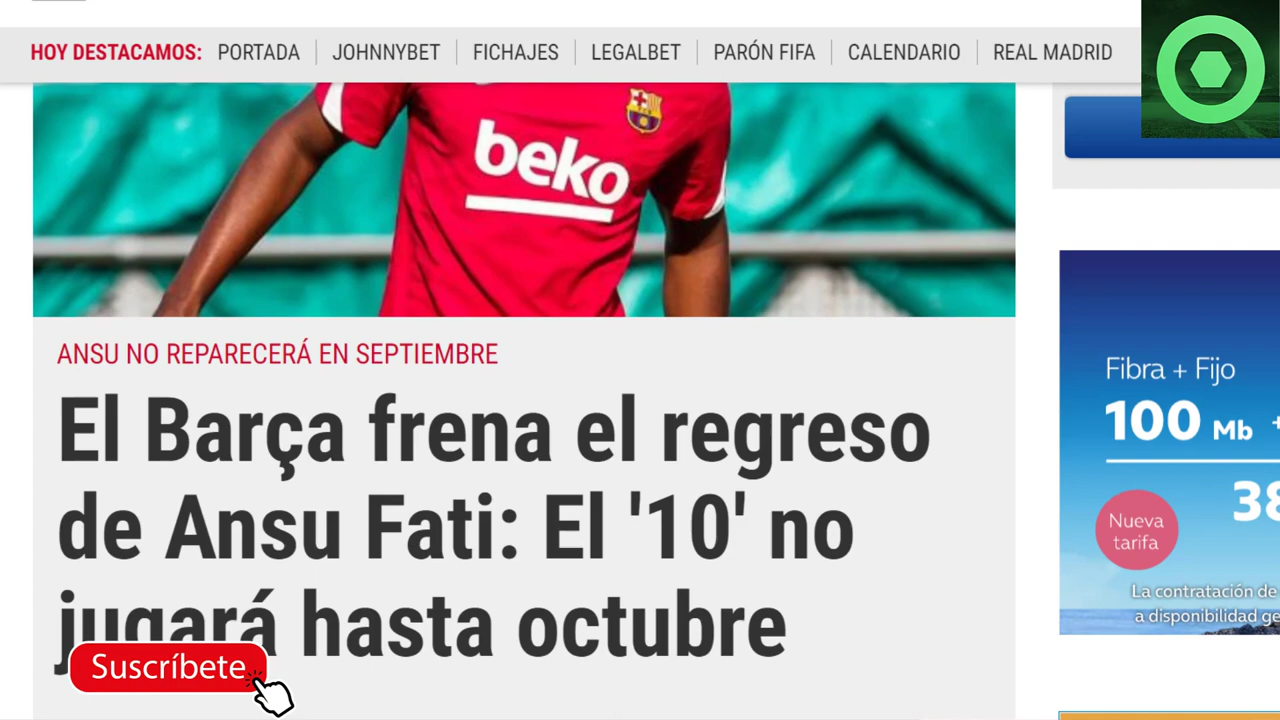 HOY DESTACAMOS: PORTADA JOHNNYBET FICHAJES LEGALBET PARÓN FIFA CALENDARIO REAL MADRID
beko
ANSU NO REPARECERÁ EN SEPTIEMBRE
El Barça frena el regreso
de Ansu Fati: El '10' no
jugará hasta octubre
Suscríbete
Fibra + Fijo
100 Mb +
38
Nueva
tarifa
La contratación de
a disponibilidad ge